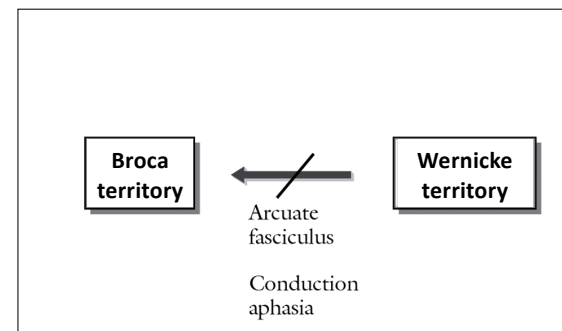 Broca
territory
Wernicke
territory
Arcuate
fasciculus
Conduction
aphasia